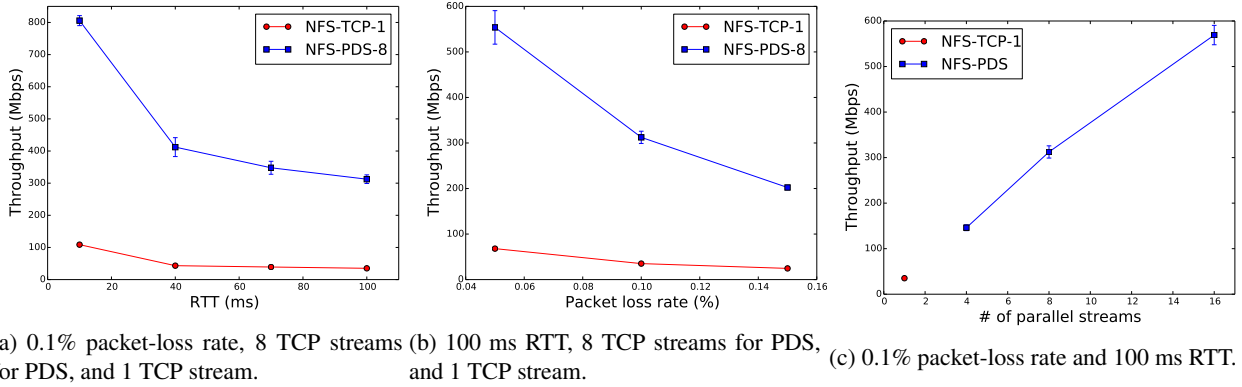 NFS-TCP-1
NFS-PDS-8
Throughput (Mbps)
800
700
600
500
400
300
200
100
0
0 20 40 60 80 100
RTT (ms)
NFS-TCP-1
NFS-PDS-8
Throughput (Mbps)
600
500
400
300
200
100
0
0.04 0.06 0.08 0.10 0.12 0.14 0.16
Packet loss rate (%)
NFS-TCP-1
NFS-PDS
Throughput (Mbps)
600
500
400
300
200
100
0
0 2 4 6 8 10 12 14 16
# of parallel streams
a) 0.1% packet-loss rate, 8 TCP streams
for PDS, and 1 TCP stream.
(b) 100 ms RTT, 8 TCP streams for PDS,
and 1 TCP stream.
(c) 0.1% packet-loss rate and 100 ms RTT.